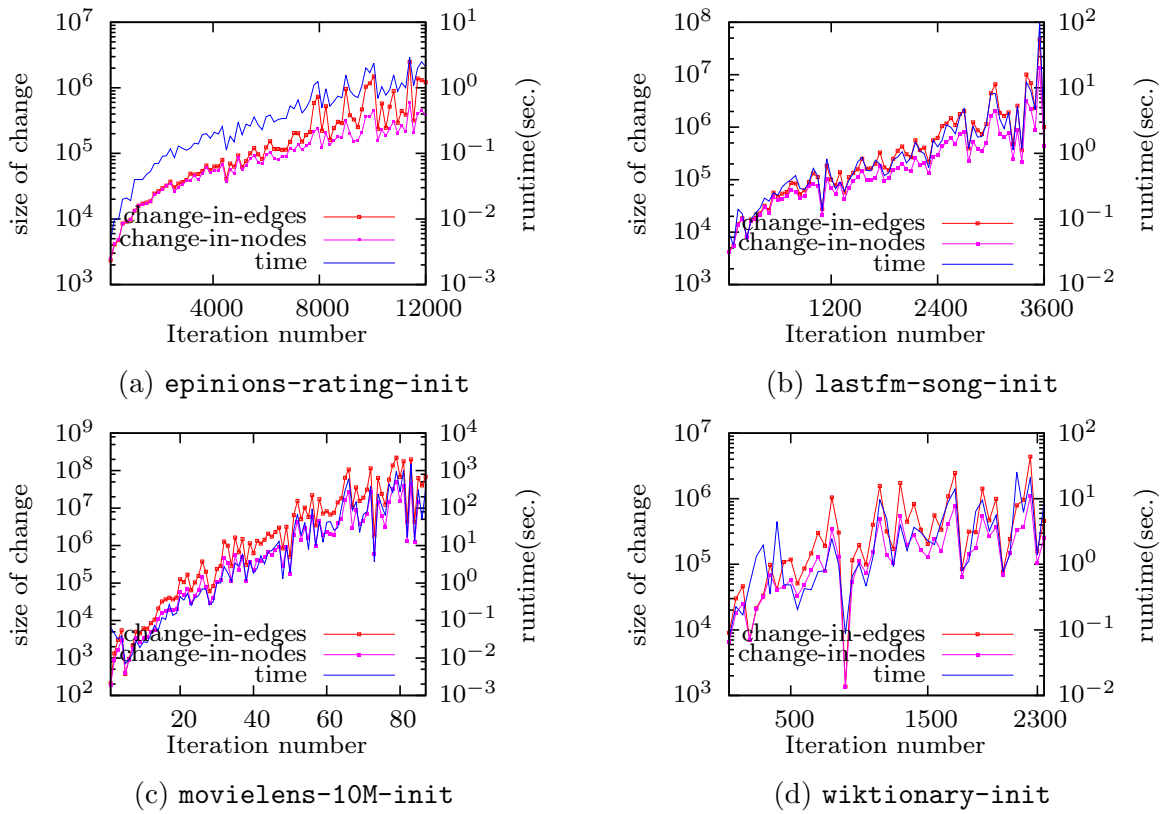 10^7
10^6
10^5
10^4
10^3
size of change
10^1
10^0
10^-1
10^-2
10^-3
runtime(sec.)
change-in-edges
change-in-nodes
time
4000 8000 12000
Iteration number
(a) epinions-rating-init
10^8
10^7
10^6
10^5
10^4
10^3
size of change
10^2
10^1
10^0
10^-1
10^-2
runtime(sec.)
change-in-edges
change-in-nodes
time
1200 2400 3600
Iteration number
(b) lastfm-song-init
10^9
10^8
10^7
10^6
10^5
10^4
10^3
10^2
size of change
10^4
10^3
10^2
10^1
10^0
10^-1
10^-2
10^-3
runtime(sec.)
change-in-edges
change-in-nodes
time
20 40 60 80
Iteration number
(c) movielens-10M-init
10^7
10^6
10^5
10^4
10^3
size of change
10^2
10^1
10^0
10^-1
10^-2
runtime(sec.)
change-in-edges
change-in-nodes
time
500 1500 2300
Iteration number
(d) wiktionary-init